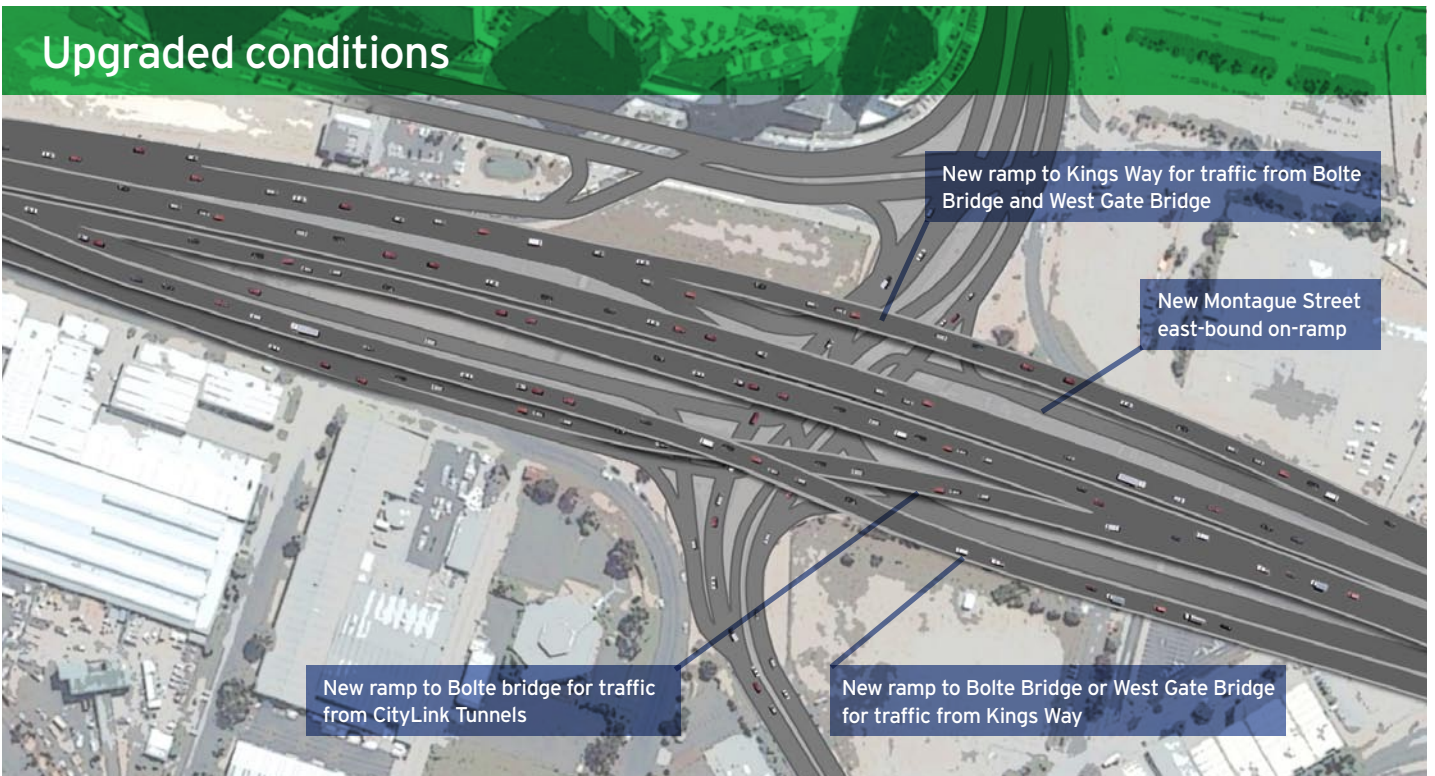 Upgraded conditions
New ramp to Kings Way for traffic from Bolte
Bridge and West Gate Bridge
New Montague Street
east-bound on-ramp
New ramp to Bolte bridge for traffic
from CityLink Tunnels
New ramp to Bolte Bridge or West Gate Bridge
for traffic from Kings Way